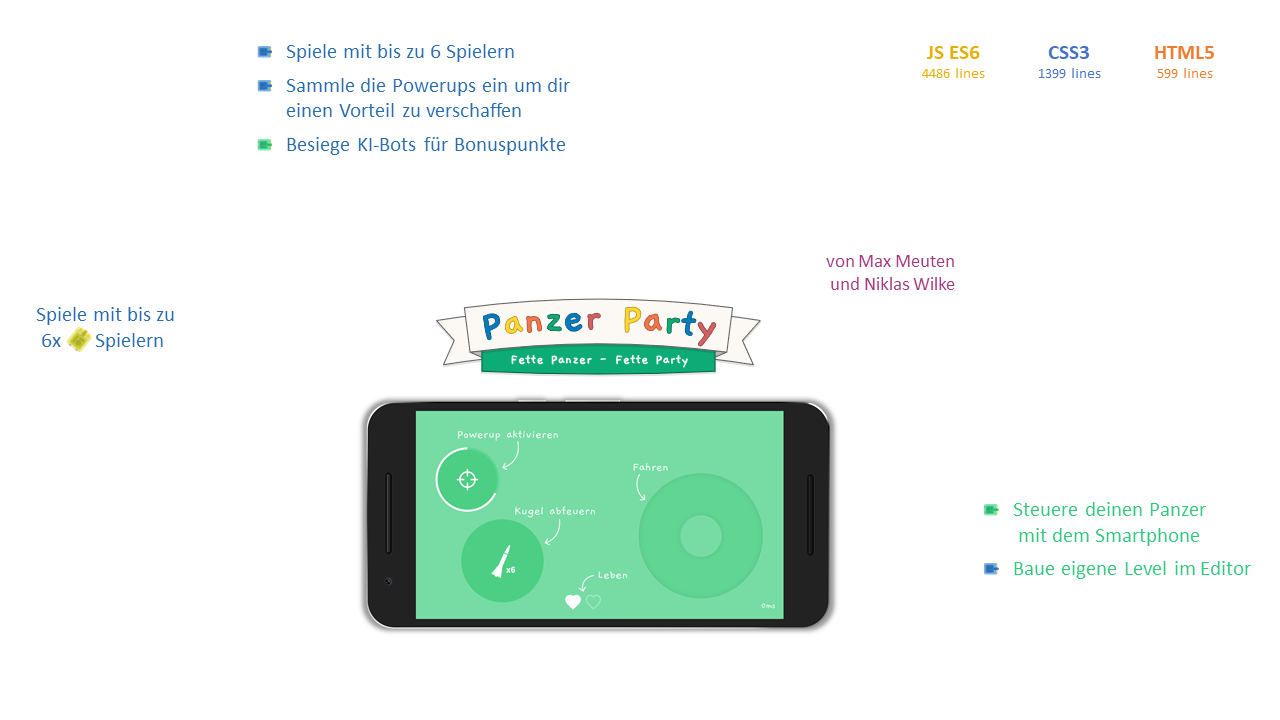 Spiele mit bis zu 6 Spielern
Sammle die Powerups ein um dir
einen Vorteil zu verschaffen
Besiege KI-Bots für Bonuspunkte
JS ES6
4486 lines
CSS3
1399 lines
HTML5
599 lines
von Max Meuten
und Niklas Wilke
Spiele mit bis zu
6x Spielern
Panzer Party
Fette Panzer - Fette Party
Powerup aktivieren
Fahren
Kugel abfeuern
x6
Leben
0ms
Steuere deinen Panzer
mit dem Smartphone
Baue eigene Level im Editor